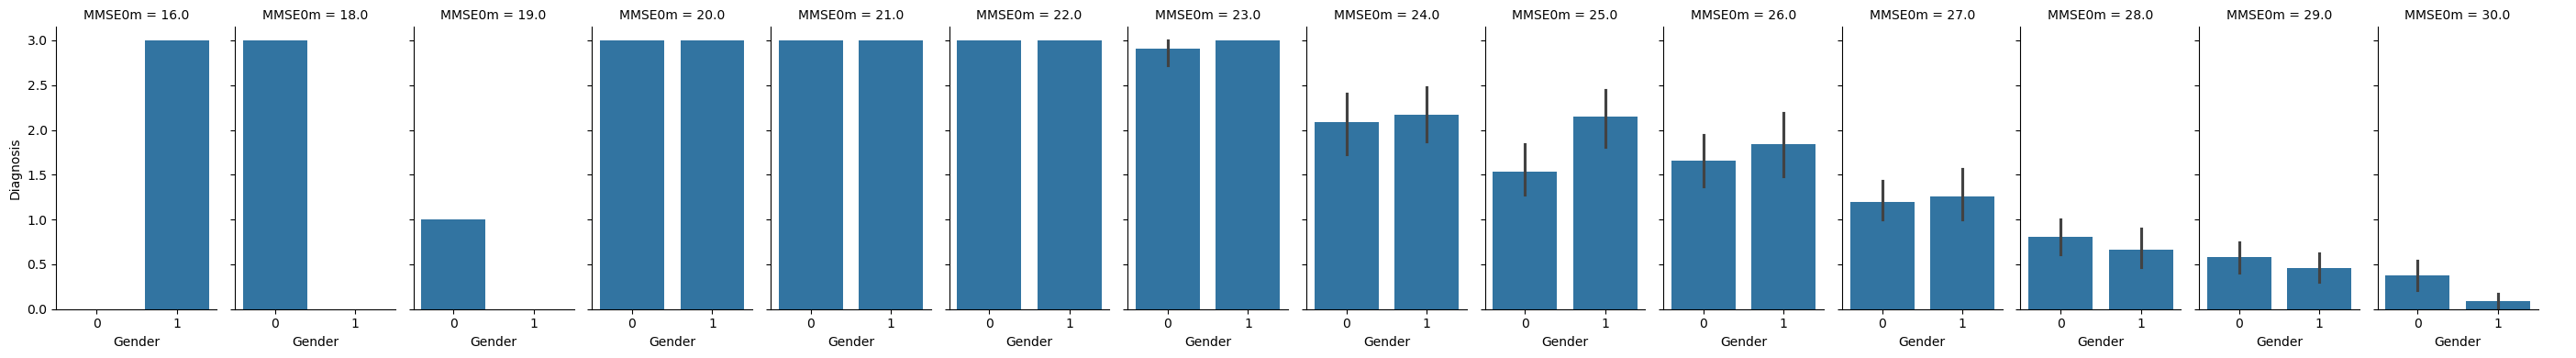 MMSE0m = 16.0 MMSE0m = 18.0 MMSE0m = 19.0 MMSE0m = 20.0 MMSE0m = 21.0 MMSE0m = 22.0 MMSE0m = 23.0 MMSE0m = 24.0 MMSE0m = 25.0 MMSE0m = 26.0 MMSE0m = 27.0 MMSE0m = 28.0 MMSE0m = 29.0 MMSE0m = 30.0
3.0
2.5
2.0
1.5
1.0
0.5
0.0
Diagnosis
0 1 0 1 0 1 0 1 0 1 0 1 0 1 0 1 0 1 0 1 0 1 0 1 0 1 0 1
Gender Gender Gender Gender Gender Gender Gender Gender Gender Gender Gender Gender Gender Gender